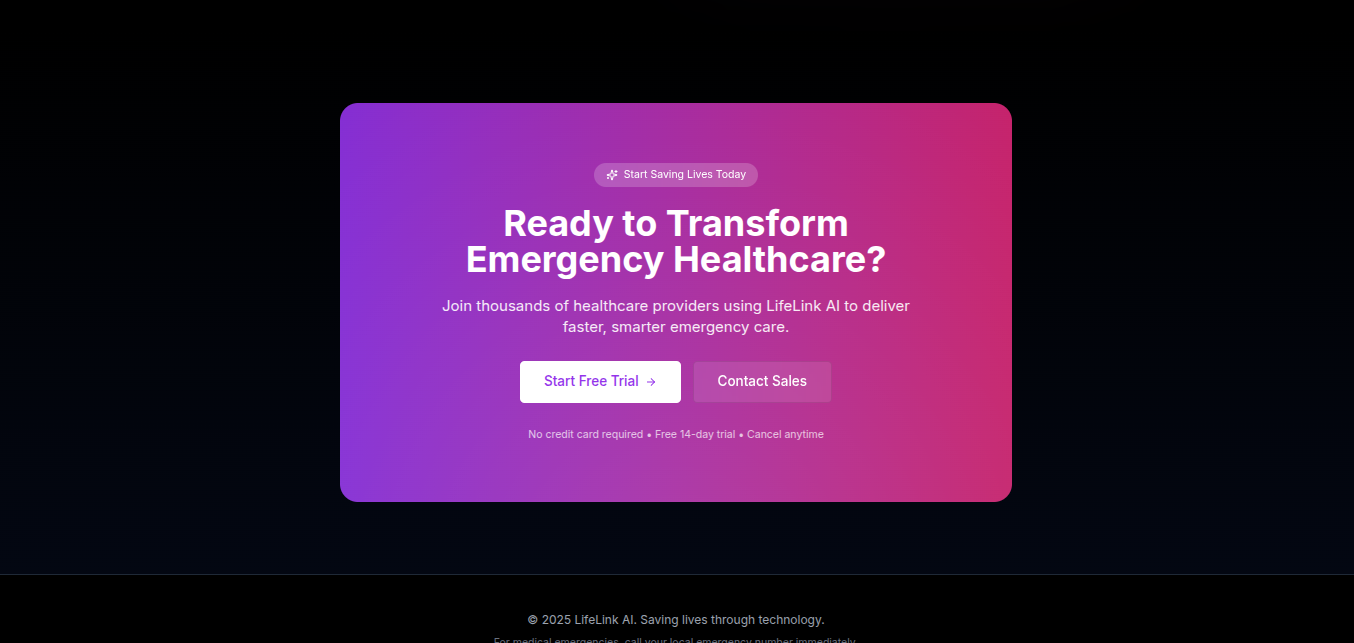 Start Saving Lives Today
Ready to Transform
Emergency Healthcare?
Join thousands of healthcare providers using LifeLink AI to deliver
faster, smarter emergency care.
Start Free Trial →
Contact Sales
No credit card required • Free 14-day trial • Cancel anytime
© 2025 LifeLink AI. Saving lives through technology.
For medical emergencies, call your local emergency number immediately.